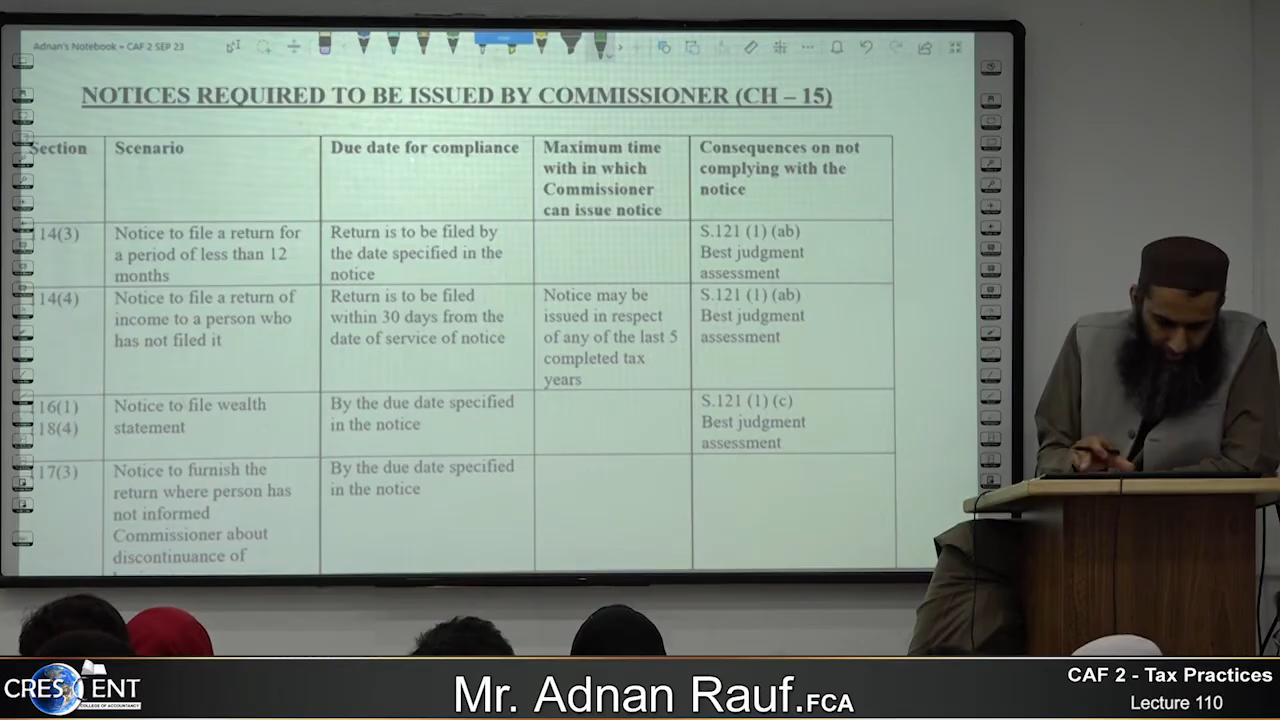 Adnan's Notebook » CAF 2 SEP 23
NOTICES REQUIRED TO BE ISSUED BY COMMISSIONER (CH – 15)
Section
Scenario
Due date for compliance
Maximum time
with in which
Commissioner
can issue notice
Consequences on not
complying with the
notice
14(3)
Notice to file a return for
a period of less than 12
months
Return is to be filed by
the date specified in the
notice
S.121 (1) (ab)
Best judgment
assessment
14(4)
Notice to file a return of
income to a person who
has not filed it
Return is to be filed
within 30 days from the
date of service of notice
Notice may be
issued in respect
of any of the last 5
completed tax
years
S.121 (1) (ab)
Best judgment
assessment
16(1)
18(4)
Notice to file wealth
statement
By the due date specified
in the notice
S.121 (1) (c)
Best judgment
assessment
17(3)
Notice to furnish the
return where person has
not informed
Commissioner about
discontinuance of
By the due date specified
in the notice
CRESCENT
COLLEGE OF ACCOUNTANCY
Mr. Adnan Rauf.FCA
CAF 2 - Tax Practices
Lecture 110